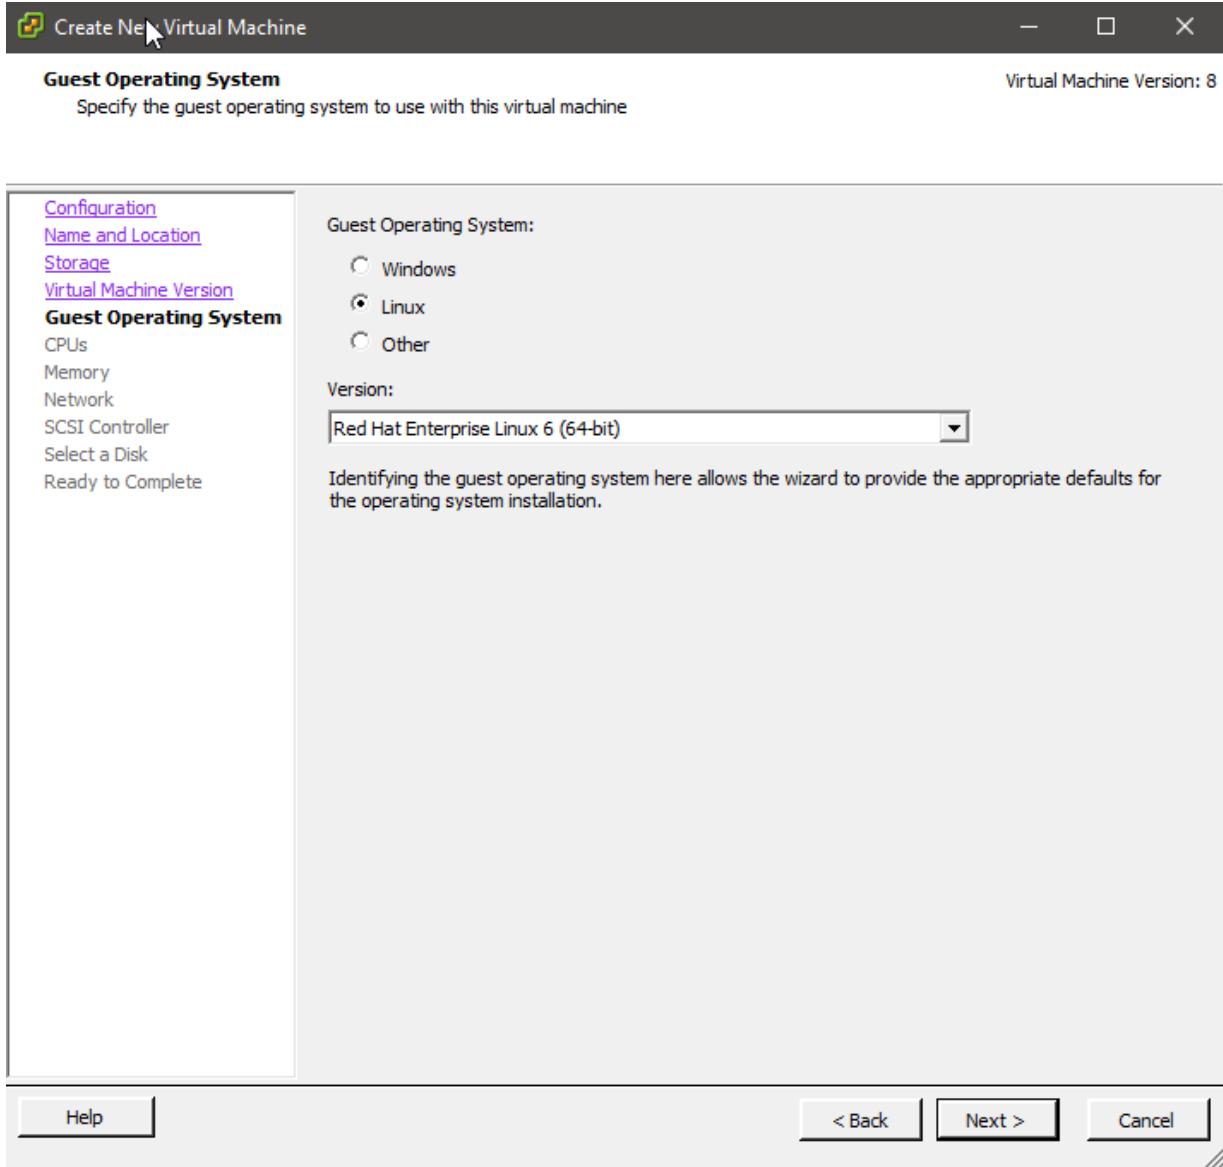 Create New Virtual Machine
Guest Operating System
Virtual Machine Version: 8
Specify the guest operating system to use with this virtual machine
Configuration
Name and Location
Storage
Virtual Machine Version
Guest Operating System
CPUs
Memory
Network
SCSI Controller
Select a Disk
Ready to Complete
Guest Operating System:
Windows
Linux
Other
Version:
Red Hat Enterprise Linux 6 (64-bit)
Identifying the guest operating system here allows the wizard to provide the appropriate defaults for
the operating system installation.
Help
< Back
Next >
Cancel